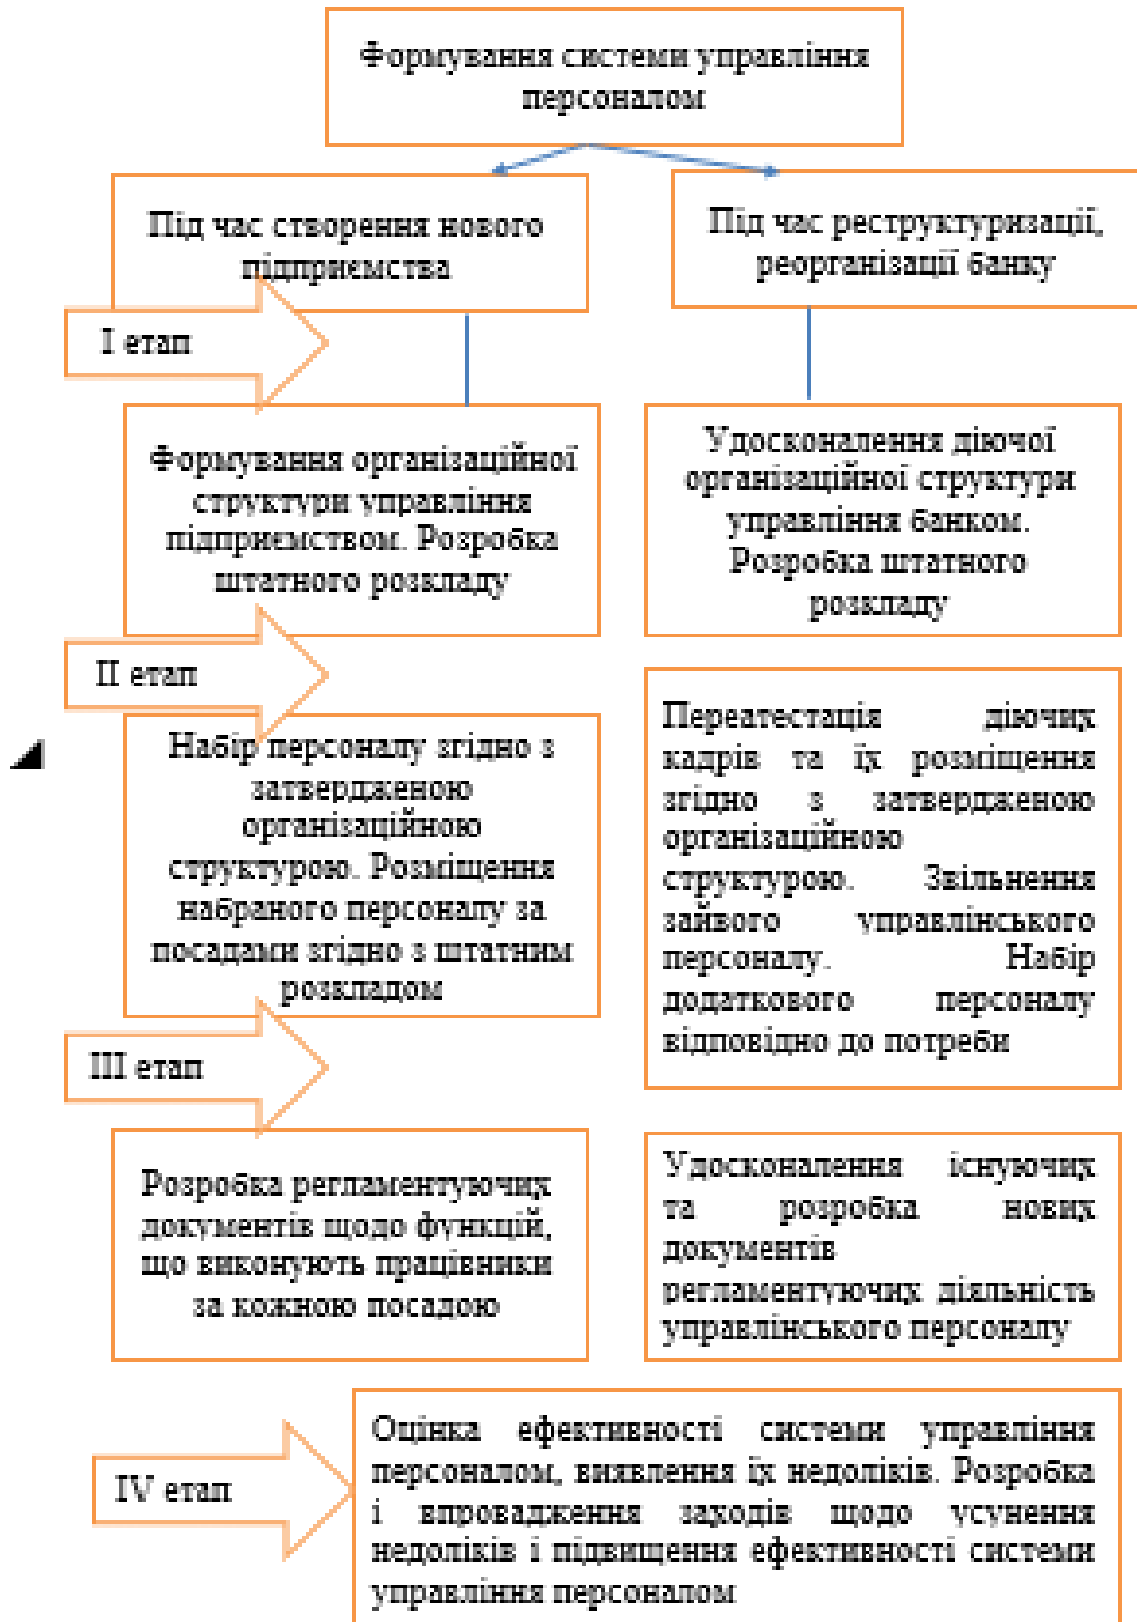 Формування системи управління
персоналом
Під час створення нового
підприємства
Під час реструктуризації,
реорганізації банку
І етап
Формування організаційної
структури управління
підприємством. Розробка
штатного розкладу
Удосконалення діючої
організаційної структури
управління банком.
Розробка штатного
розкладу
ІІ етап
Набір персоналу згідно з
затвердженою
організаційною
структурою. Розміщення
набраного персоналу за
посадами згідно з штатним
розкладом
Переатестація діючих
кадрів та їх розміщення
згідно з затвердженою
організаційною
структурою. Звільнення
зайвого управлінського
персоналу. Набір
додаткового персоналу
відповідно до потреби
ІІІ етап
Розробка регламентуючих
документів щодо функцій,
що виконують працівники
за кожною посадою
Удосконалення існуючих
та розробка нових
документів
регламентуючих діяльність
управлінського персоналу
IV етап
Оцінка ефективності системи управління
персоналом, виявлення їх недоліків. Розробка
і впровадження заходів щодо усунення
недоліків і підвищення ефективності системи
управління персоналом